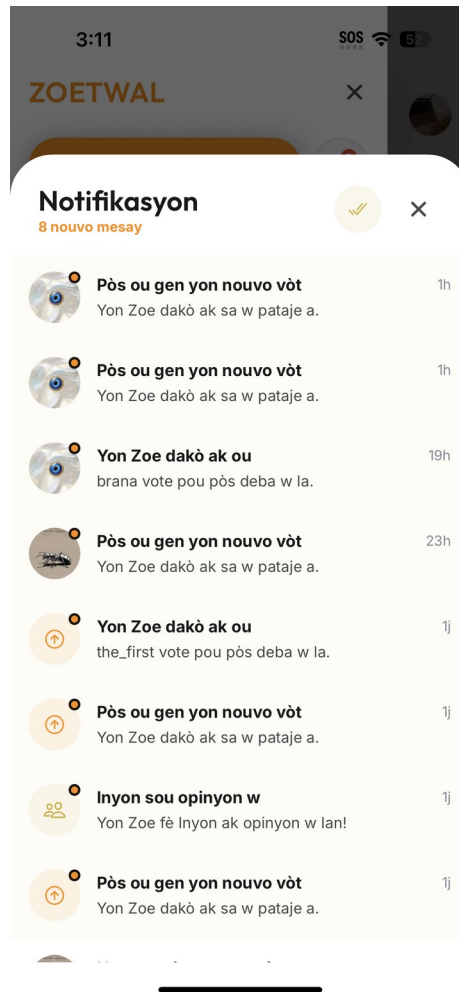 3:11
SOS
52
ZOETWAL
Notifikasyon
8 nouvo mesay
Pòs ou gen yon nouvo vòt
1h
Yon Zoe dakò ak sa w pataje a.
Pòs ou gen yon nouvo vòt
1h
Yon Zoe dakò ak sa w pataje a.
Yon Zoe dakò ak ou
19h
brana vote pou pòs deba w la.
Pòs ou gen yon nouvo vòt
23h
Yon Zoe dakò ak sa w pataje a.
Yon Zoe dakò ak ou
1j
the_first vote pou pòs deba w la.
Pòs ou gen yon nouvo vòt
1j
Yon Zoe dakò ak sa w pataje a.
Inyon sou opinyon w
1j
Yon Zoe fè Inyon ak opinyon w lan!
Pòs ou gen yon nouvo vòt
1j
Yon Zoe dakò ak sa w pataje a.